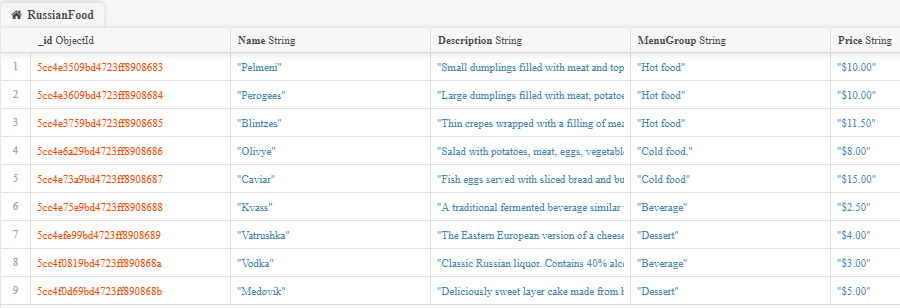 RussianFood
_id ObjectId Name String Description String MenuGroup String Price String
1 5cc4e3509bd4723ff8908683 "Pelmeni" "Small dumplings filled with meat and top "Hot food" "$10.00"
2 5cc4e3609bd4723ff8908684 "Perogees" "Large dumplings filled with meat, potatoe "Hot food" "$10.00"
3 5cc4e3759bd4723ff8908685 "Blintzes" "Thin crepes wrapped with a filling of mea "Hot food" "$11.50"
4 5cc4e6a29bd4723ff8908686 "Olivye" "Salad with potatoes, meat, eggs, vegetabl "Cold food." "$8.00"
5 5cc4e73a9bd4723ff8908687 "Caviar" "Fish eggs served with sliced bread and bu "Cold food" "$15.00"
6 5cc4e75e9bd4723ff8908688 "Kvass" "A traditional fermented beverage similar "Beverage" "$2.50"
7 5cc4efe99bd4723ff8908689 "Vatrushka" "The Eastern European version of a cheese "Dessert" "$4.00"
8 5cc4f0819bd4723ff890868a "Vodka" "Classic Russian liquor. Contains 40% alc "Beverage" "$3.00"
9 5cc4f0d69bd4723ff890868b "Medovik" "Deliciously sweet layer cake made from "Dessert" "$5.00"